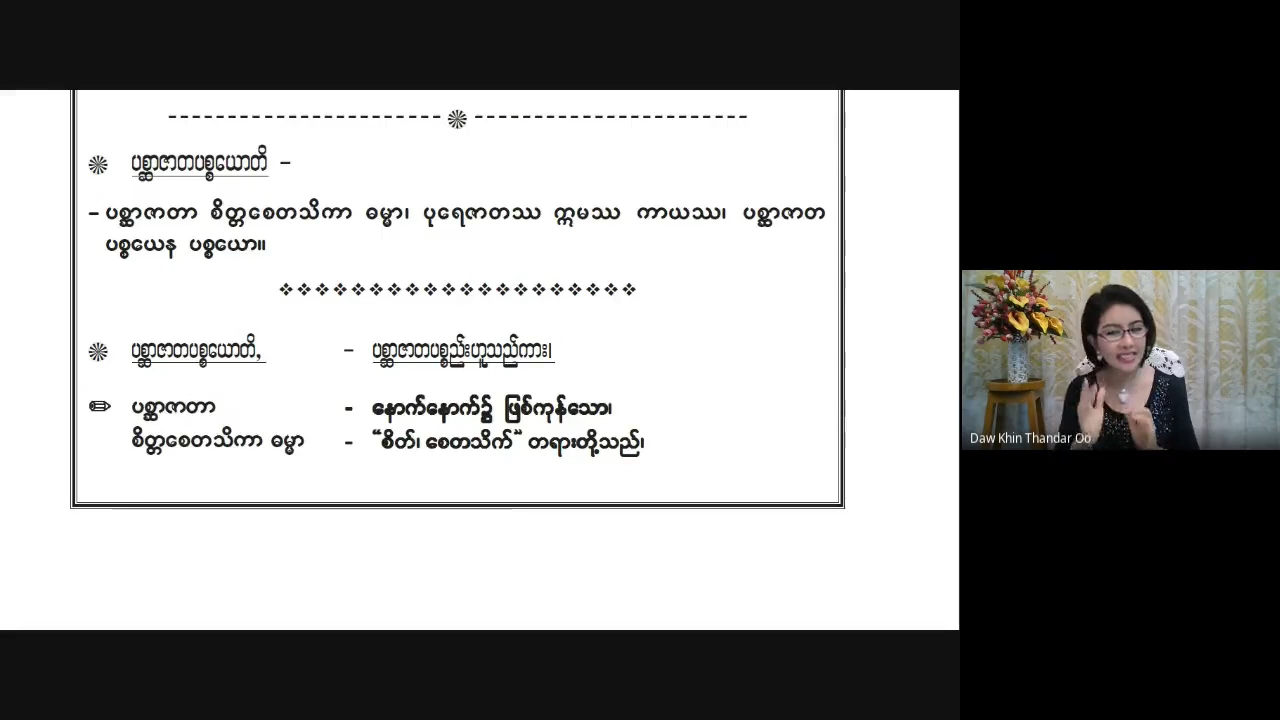 ပစ္ဆာဇာတပစ္စယောတိ –
– ပစ္ဆာဇာတာ စိတ္တစေတသိကာ ဓမ္မာ၊ ပုရေဇာတဿ ဣမဿ ကာယဿ၊ ပစ္ဆာဇာတ
ပစ္စယေန ပစ္စယော။
ပစ္ဆာဇာတပစ္စယောတိ, – ပစ္ဆာဇာတပစ္စည်းဟူသည်ကား၊
ပစ္ဆာဇာတာ - နောက်နောက်၌ ဖြစ်ကုန်သော၊
စိတ္တစေတသိကာ ဓမ္မာ - “စိတ်၊ စေတသိက်” တရားတို့သည်၊
Daw Khin Thandar Oo